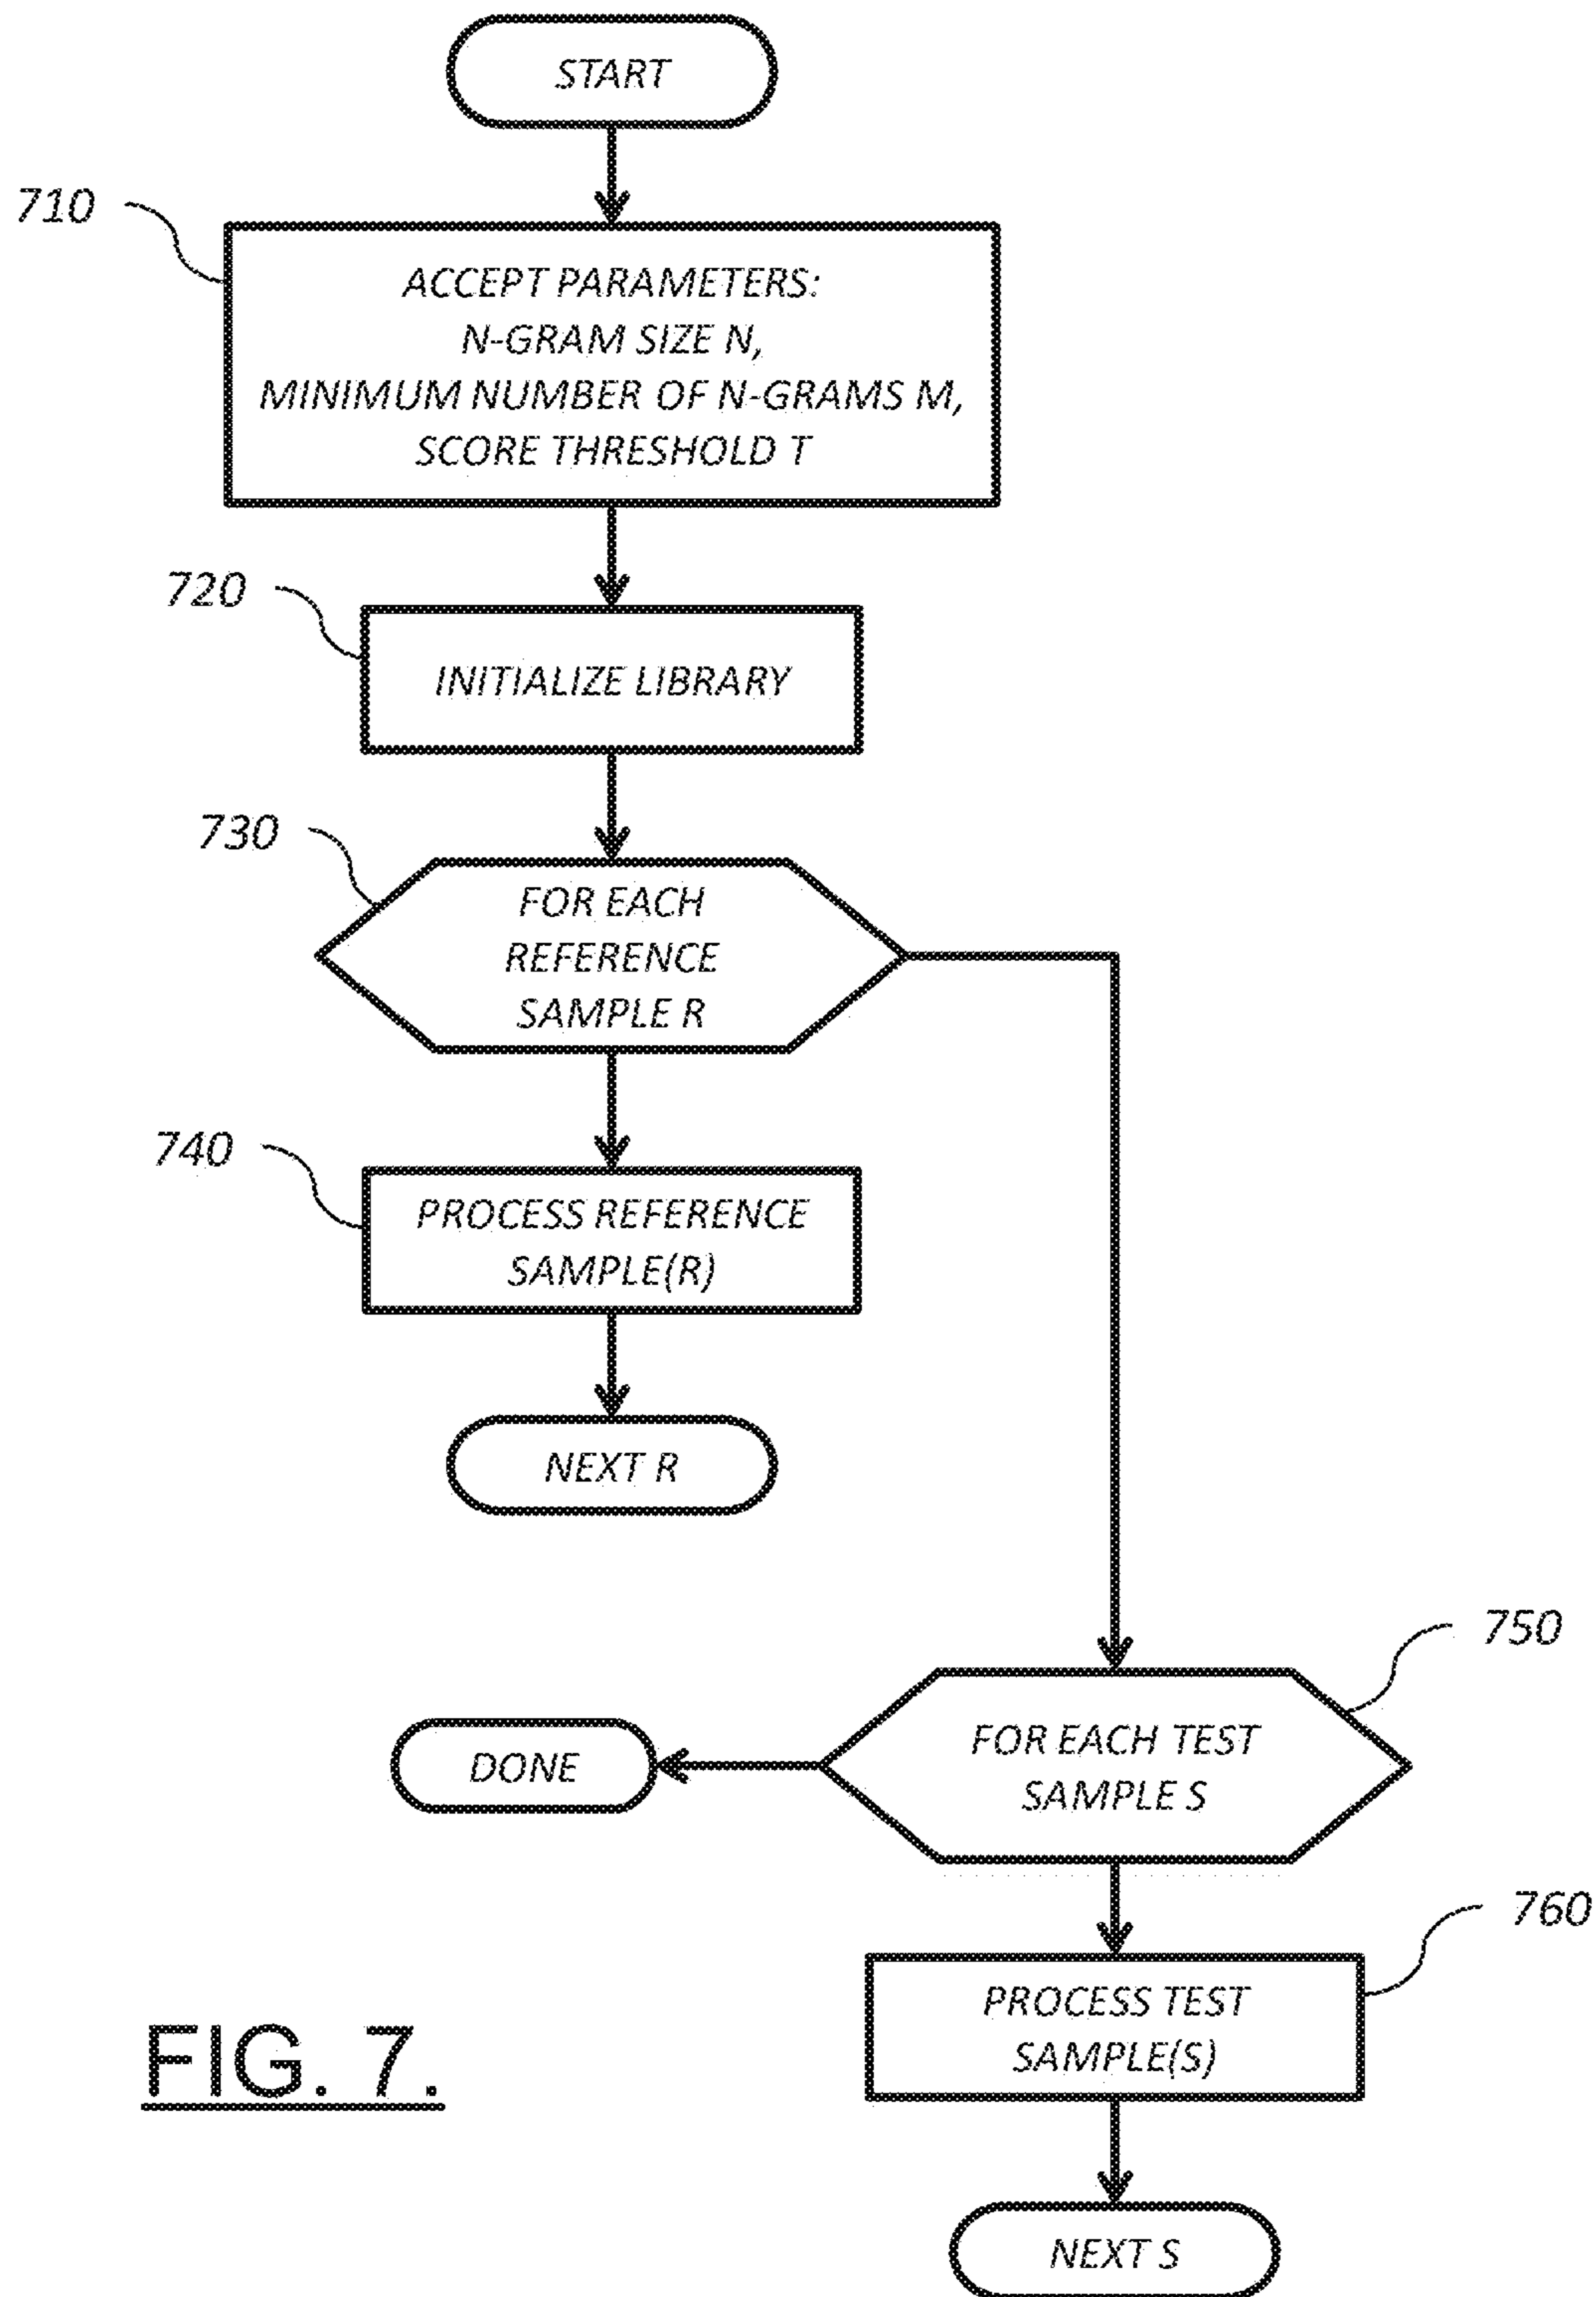 START
710
ACCEPT PARAMETERS:
N-GRAM SIZE N,
MINIMUM NUMBER OF N-GRAMS M,
SCORE THRESHOLD T
720
INITIALIZE LIBRARY
730
FOR EACH
REFERENCE
SAMPLE R
740
PROCESS REFERENCE
SAMPLE(R)
NEXT R
750
FOR EACH TEST
SAMPLE S
DONE
760
PROCESS TEST
SAMPLE(S)
NEXT S
FIG. 7.